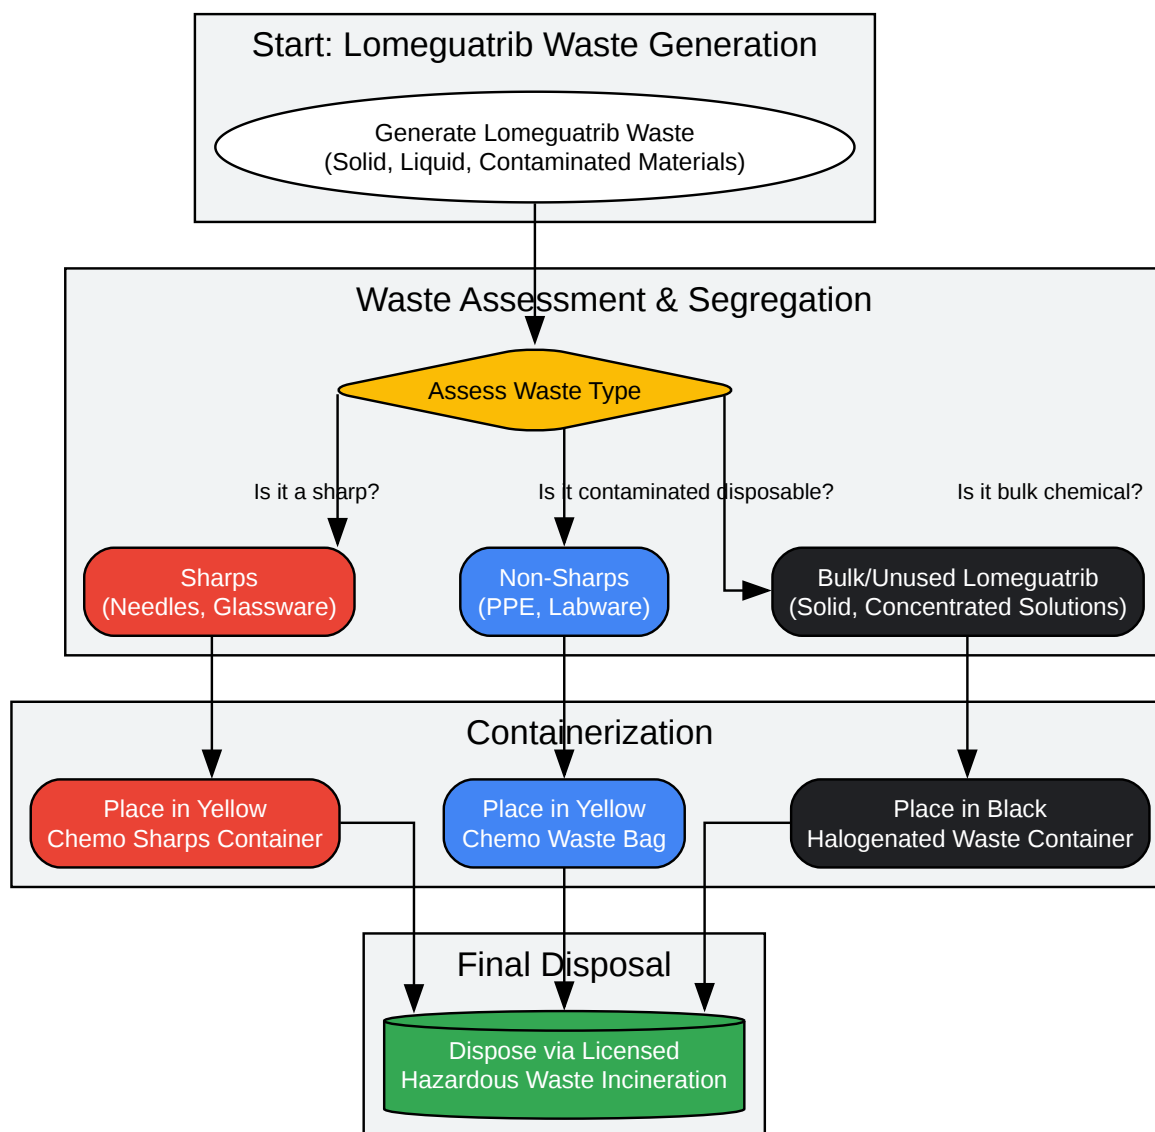 Start: Lomeguatrib Waste Generation
Generate Lomeguatrib Waste
(Solid, Liquid, Contaminated Materials)
Waste Assessment & Segregation
Assess Waste Type
Is it a sharp?
Is it contaminated disposable?
Is it bulk chemical?
Sharps
(Needles, Glassware)
Non-Sharps
(PPE, Labware)
Bulk/Unused Lomeguatrib
(Solid, Concentrated Solutions)
Containerization
Place in Yellow
Chemo Sharps Container
Place in Yellow
Chemo Waste Bag
Place in Black
Halogenated Waste Container
Final Disposal
Dispose via Licensed
Hazardous Waste Incineration